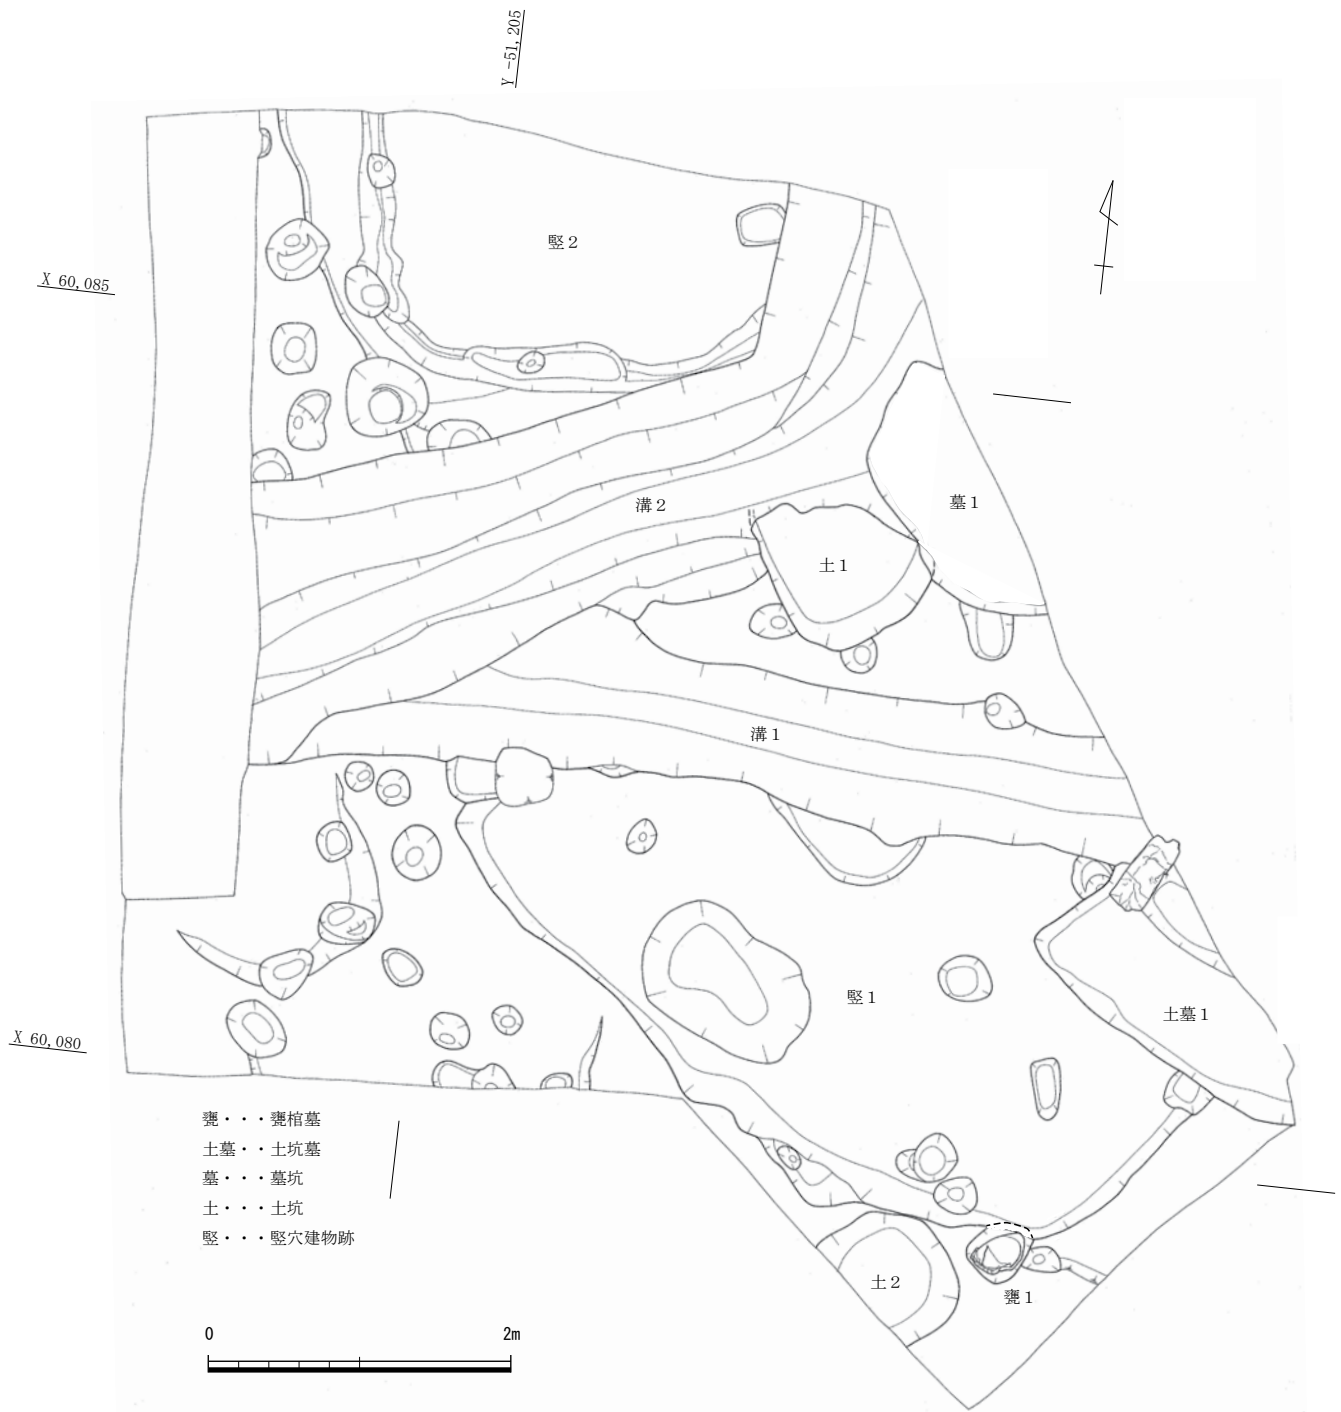 Y -51,205
竪２
X 60,085
墓１
溝２
土１
溝１
竪１
土墓１
X 60,080
甕・・・甕棺墓
土墓・・土坑墓
墓・・・墓坑
土・・・土坑
竪・・・竪穴建物跡
土２
甕１
0 2m